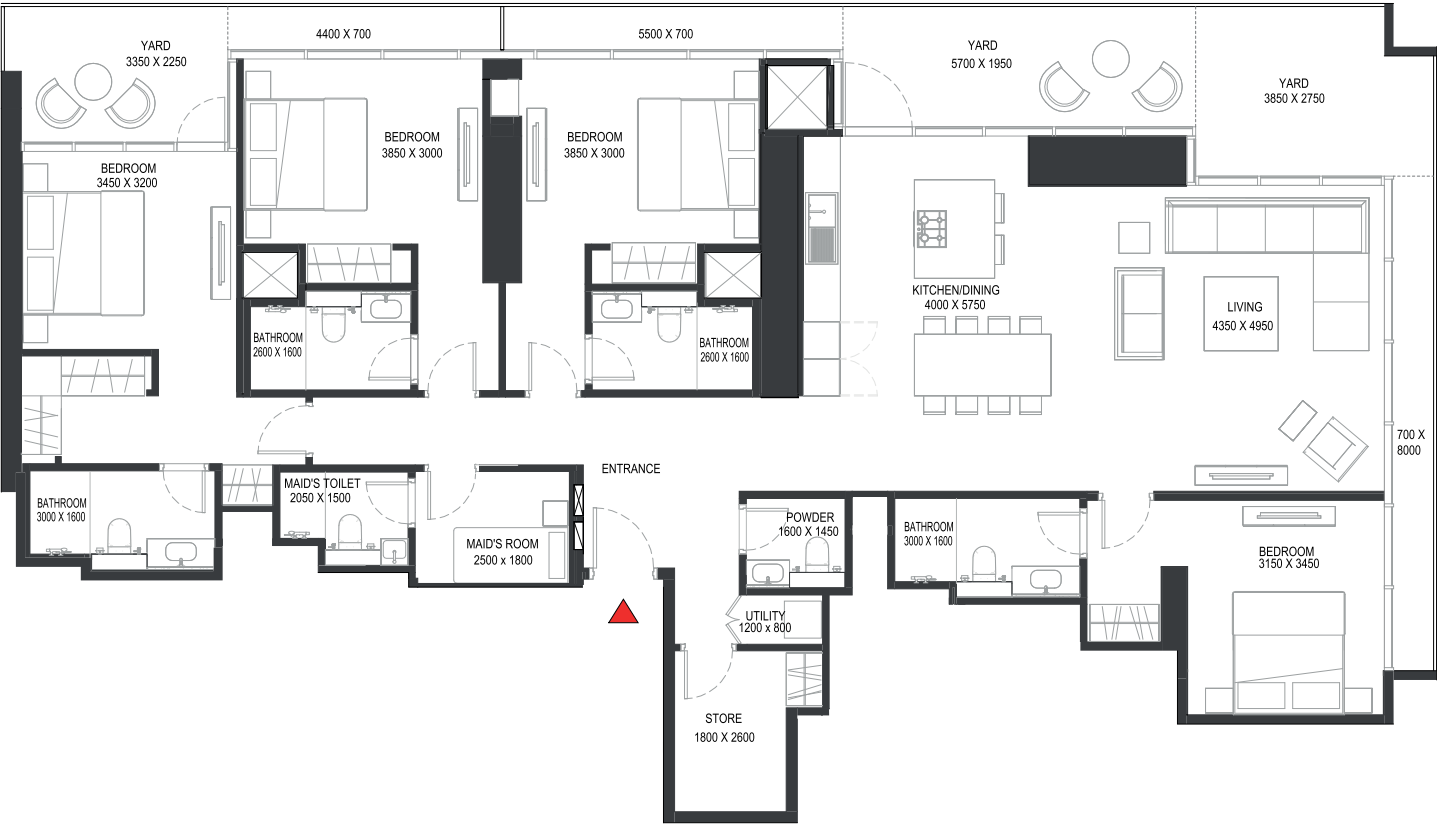 4400 X 700
5500 X 700
YARD
3350 X 2250
YARD
5700 X 1950
YARD
3850 X 2750
BEDROOM
3850 X 3000
BEDROOM
3850 X 3000
BEDROOM
3450 X 3200
KITCHEN/DINING
4000 X 5750
LIVING
4350 X 4950
BATHROOM
2600 X 1600
BATHROOM
2600 X 1600
700 X
8000
ENTRANCE
MAID'S TOILET
2050 X 1500
BATHROOM
3000 X 1600
POWDER
1600 X 1450
BATHROOM
3000 X 1600
MAID'S ROOM
2500 x 1800
BEDROOM
3150 X 3450
UTILITY
1200 x 800
STORE
1800 X 2600